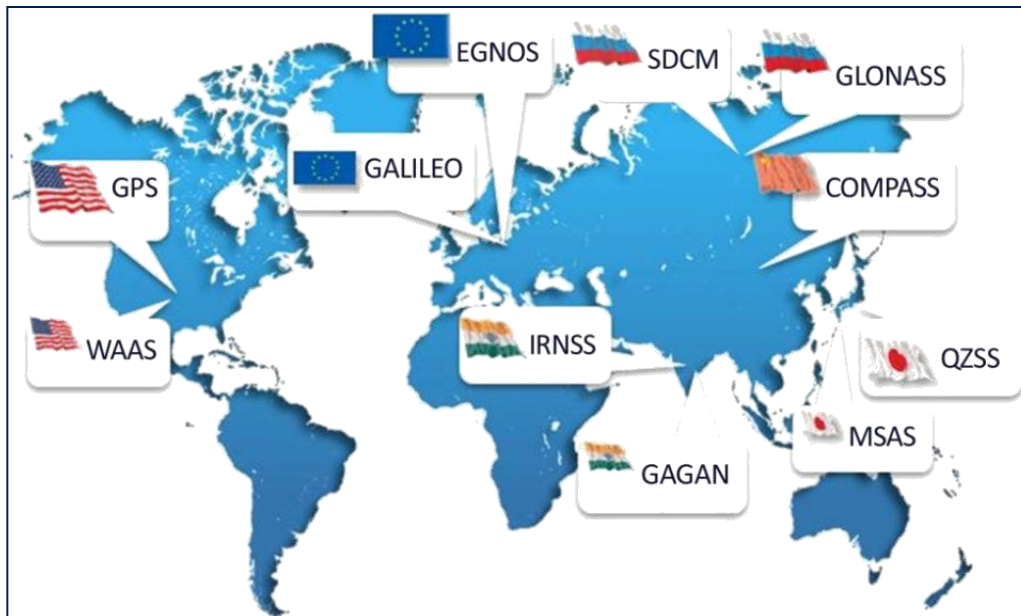 EGNOS
SDCM
GLONASS
GALILEO
GPS
COMPASS
WAAS
IRNSS
QZSS
MSAS
GAGAN